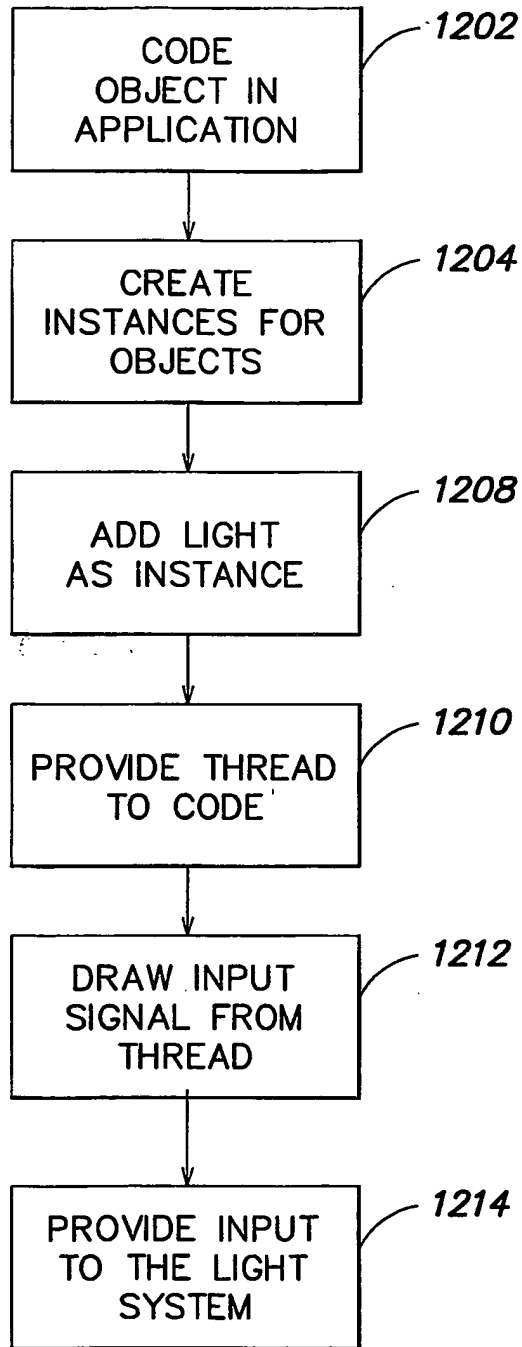 CODE
OBJECT IN
APPLICATION
1202
CREATE
INSTANCES FOR
OBJECTS
1204
ADD LIGHT
AS INSTANCE
1208
PROVIDE THREAD
TO CODE
1210
DRAW INPUT
SIGNAL FROM
THREAD
1212
PROVIDE INPUT
TO THE LIGHT
SYSTEM
1214